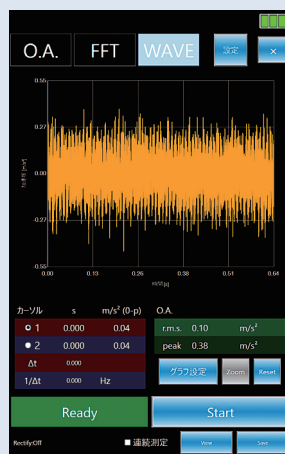 O.A. FFT WAVE 設定 ×
0.55
0.27
0.00
-0.27
0.55
0.00 0.13 0.26 0.38 0.51 0.64
カーソル s m/s² (0-p) O.A.
1 0.000 0.04 r.m.s. 0.10 m/s²
2 0.000 0.04 peak 0.38 m/s²
Δt 0.000
グラフ設定 Zoom Reset
1/Δt 0.000 Hz
Ready Start
Rectify:Off ■連続測定 View Save